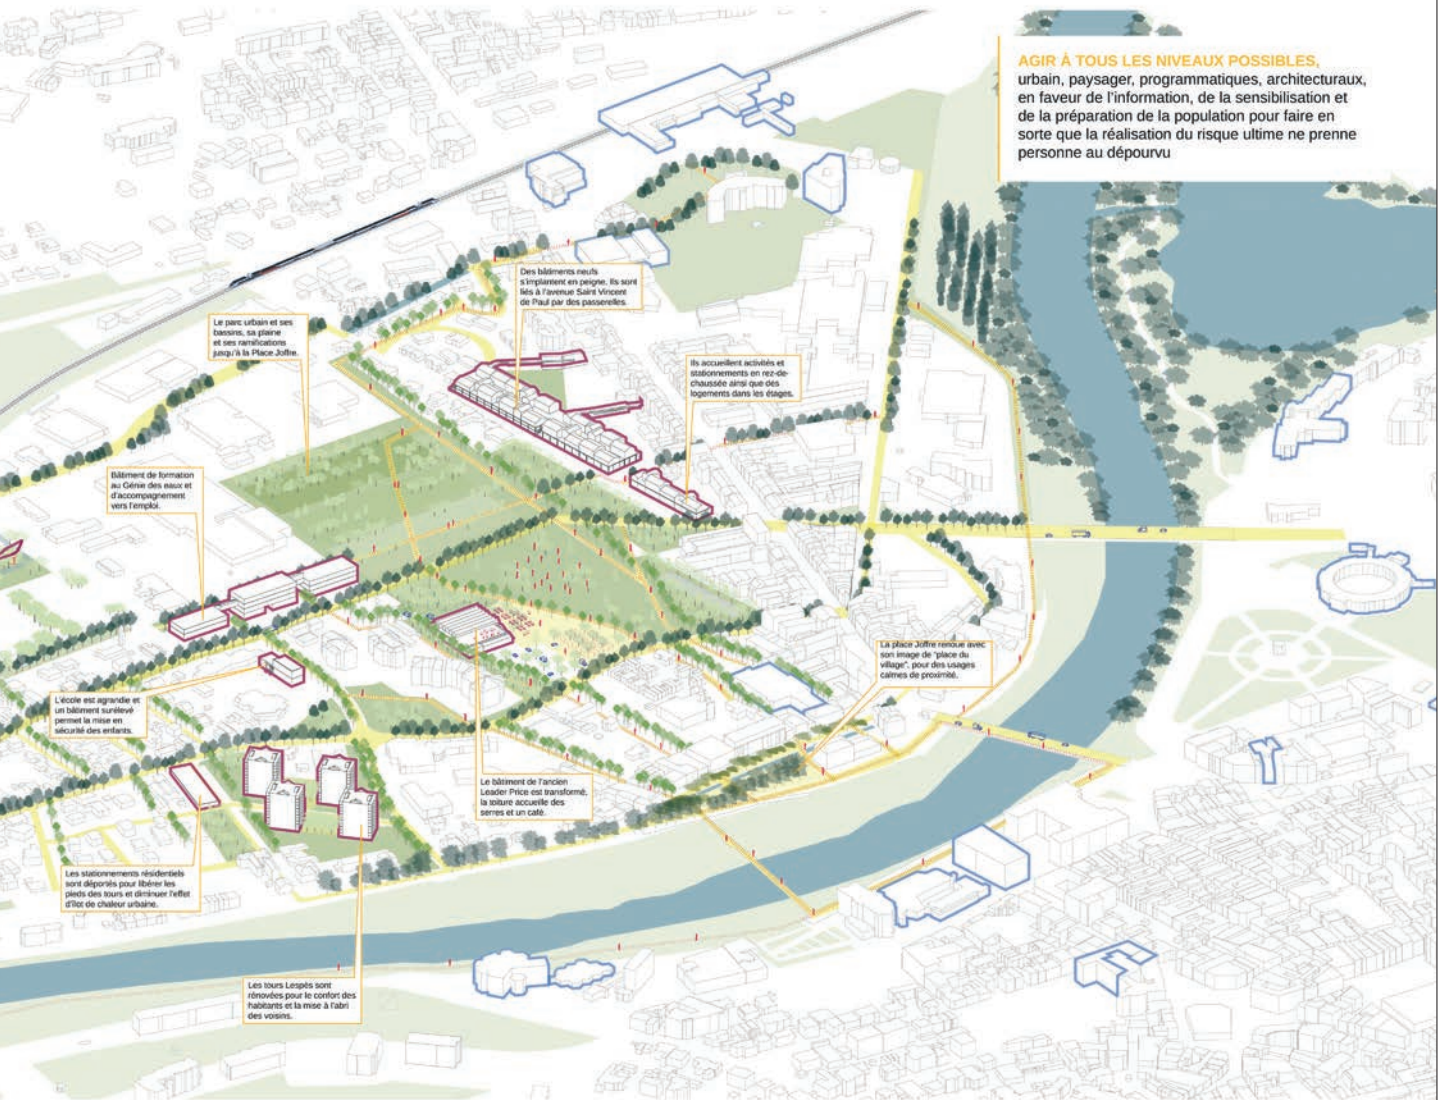 AGIR À TOUS LES NIVEAUX POSSIBLES,
urbain, paysager, programmatiques, architecturaux,
en faveur de l'information, de la sensibilisation et
de la préparation de la population pour faire en
sorte que la réalisation du risque ultime ne prenne
personne au dépourvu
Des bâtiments neufs
s'implantent en peigne. Ils sont
liés à l'avenue Saint Vincent
de Paul par des passerelles.
Le parc urbain et ses
bassins, sa plaine
et ses ramifications
jusqu'à la Place Joffre.
Ils accueillent activités et
stationnements en rez-de-
chaussée ainsi que des
logements dans les étages.
Bâtiment de formation
au Génie des eaux et
d'accompagnement
vers l'emploi.
La place Joffre renoue avec
son image de "place du
village", pour des usages
calmes de proximité.
L'école est agrandie et
un bâtiment surélevé
permet la mise en
sécurité des enfants.
Le bâtiment de l'ancien
Leader Price est transformé,
la toiture accueille des
serres et un café.
Les stationnements résidentiels
sont déportés pour libérer les
pieds des tours et diminuer l'effet
d'îlot de chaleur urbaine.
Les tours Lespès sont
rénovées pour le confort des
habitants et la mise à l'abri
des voisins.